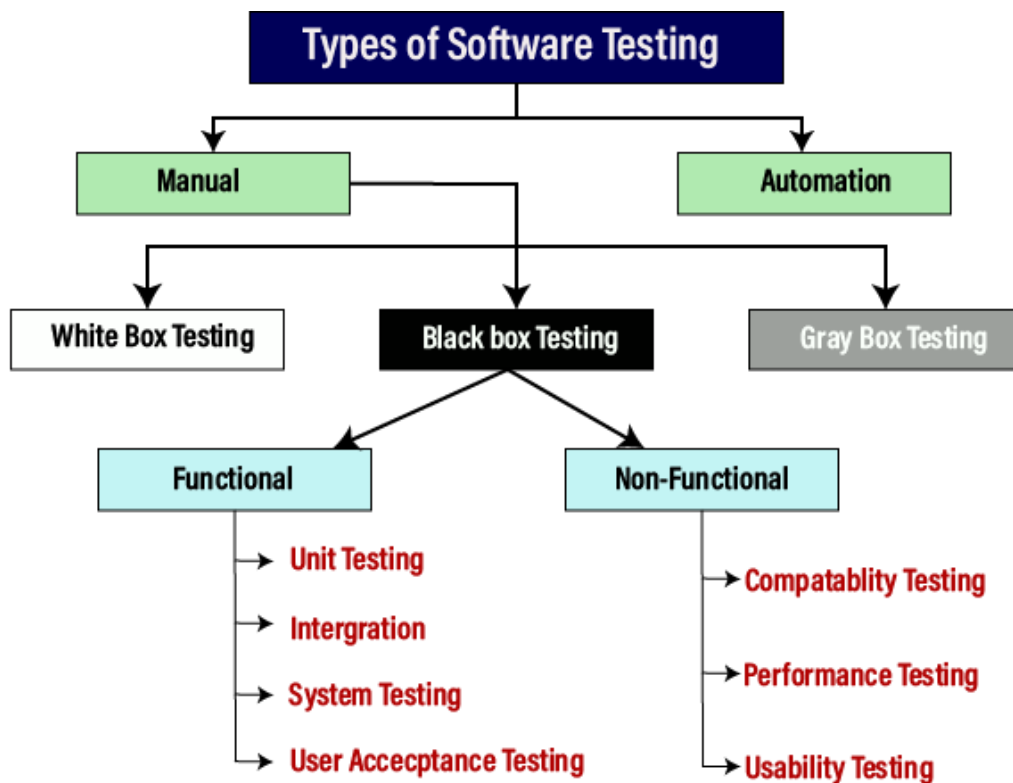 Types of Software Testing
Manual
Automation
White Box Testing
Black box Testing
Gray Box Testing
Functional
Non-Functional
Unit Testing
Intergration
System Testing
User Accecptance Testing
Compatablity Testing
Performance Testing
Usability Testing